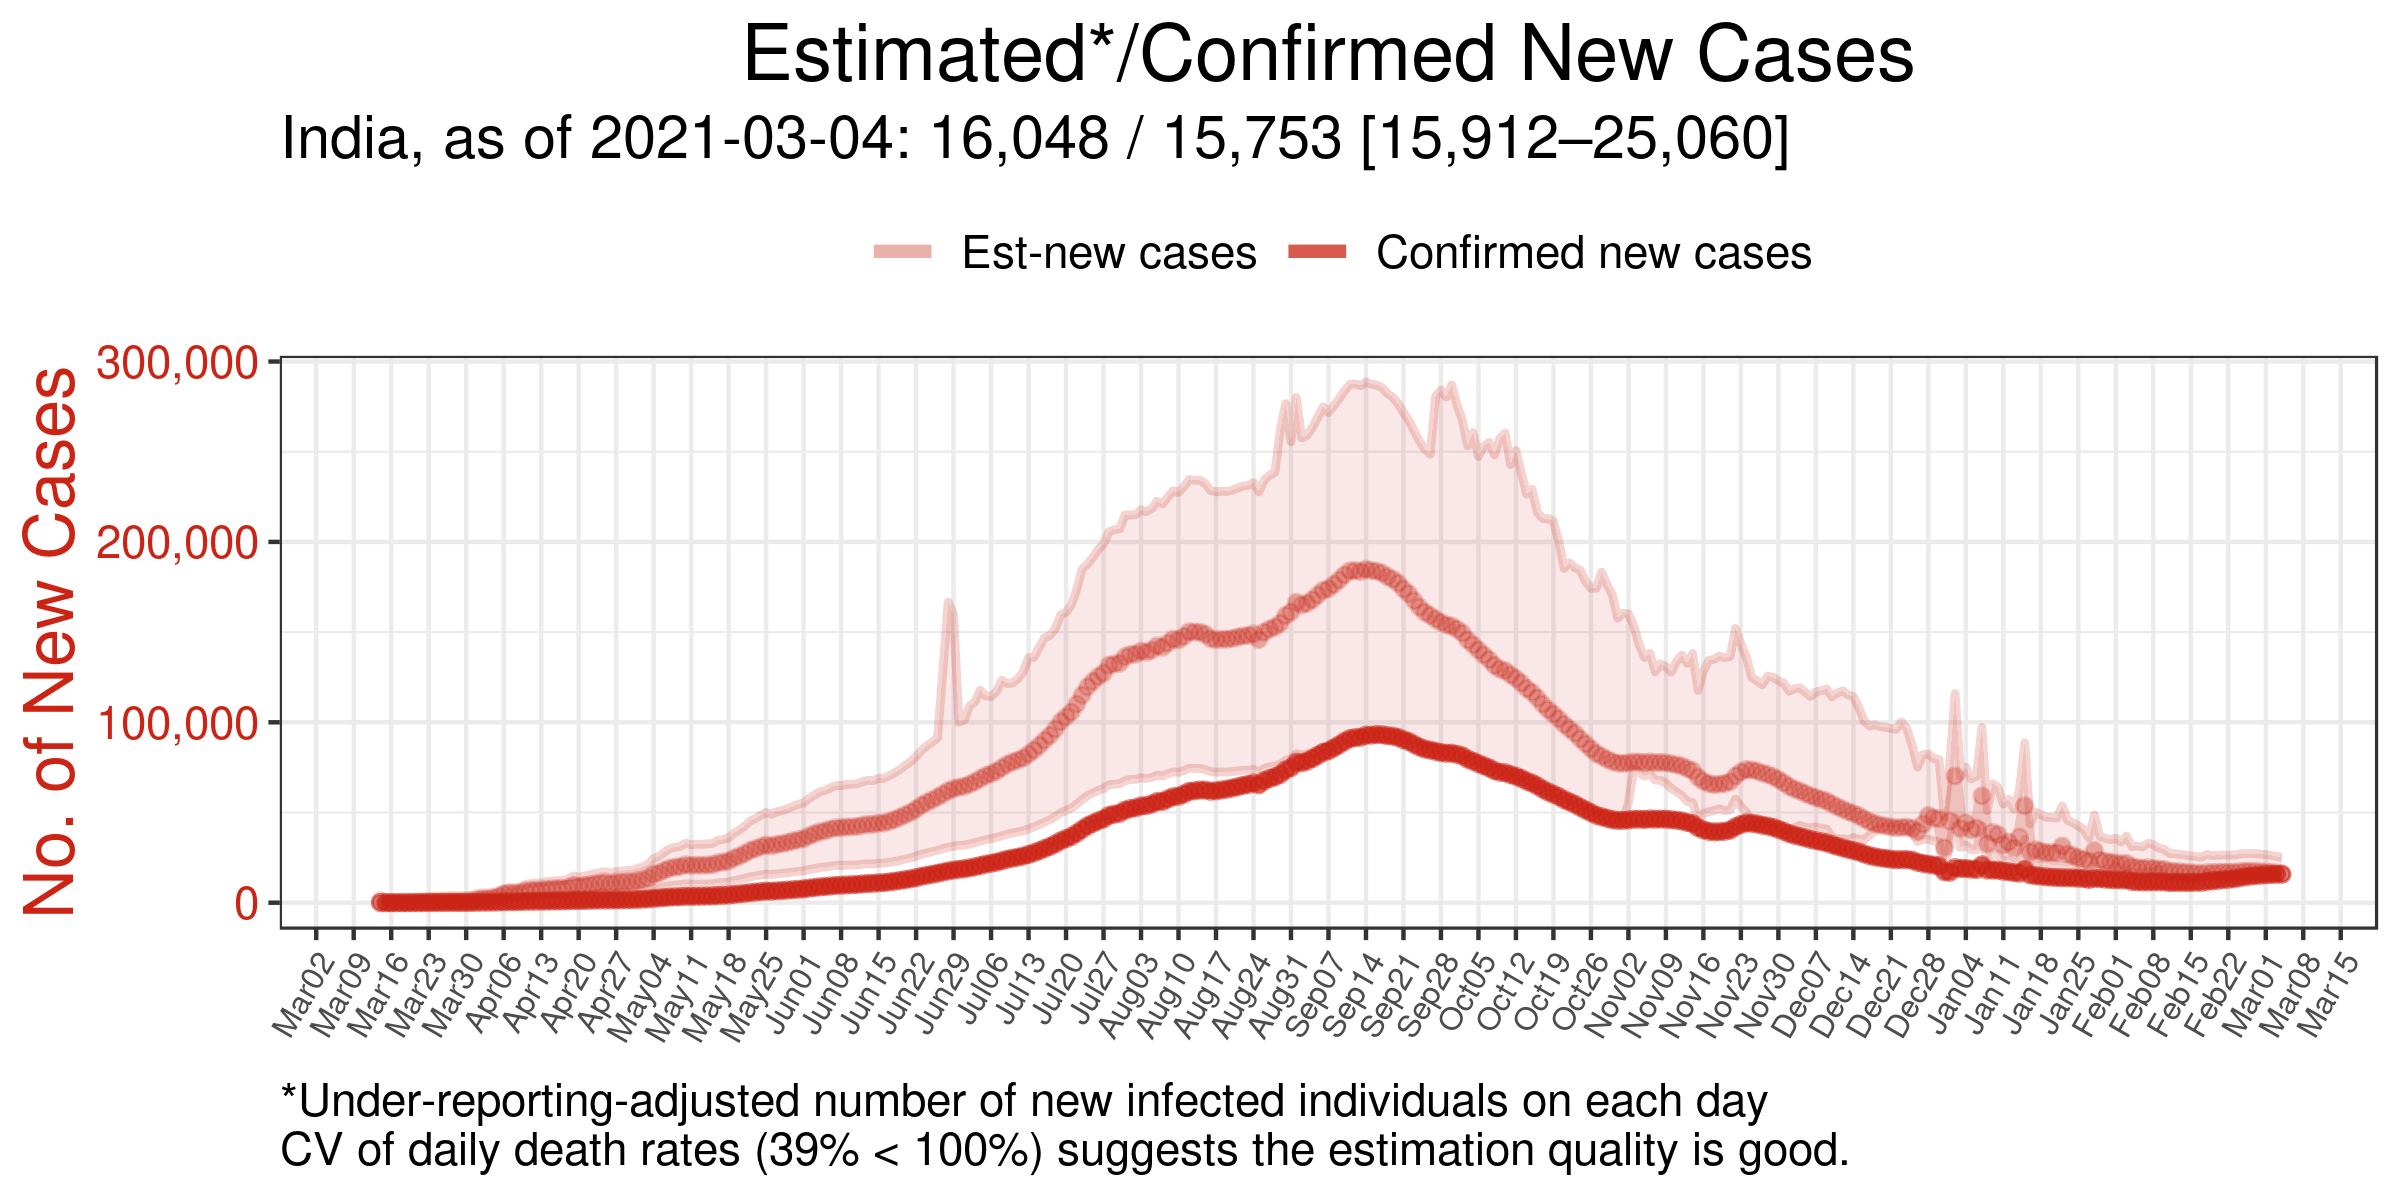 Estimated*/Confirmed New Cases
India, as of 2021-03-04: 16,048 / 15,753 [15,912–25,060]
Est-new cases
Confirmed new cases
No. of New Cases
300,000
200,000
100,000
0
Mar02
Mar09
Mar16
Mar23
Mar30
Apr06
Apr13
Apr20
Apr27
May04
May11
May18
May25
Jun01
Jun08
Jun15
Jun22
Jun29
Jul06
Jul13
Jul20
Jul27
Aug03
Aug10
Aug17
Aug24
Aug31
Sep07
Sep14
Sep21
Sep28
Oct05
Oct12
Oct19
Oct26
Nov02
Nov09
Nov16
Nov23
Nov30
Dec07
Dec14
Dec21
Dec28
Jan04
Jan11
Jan18
Jan25
Feb01
Feb08
Feb15
Feb22
Mar01
Mar08
Mar15
*Under-reporting-adjusted number of new infected individuals on each day
CV of daily death rates (39% < 100%) suggests the estimation quality is good.